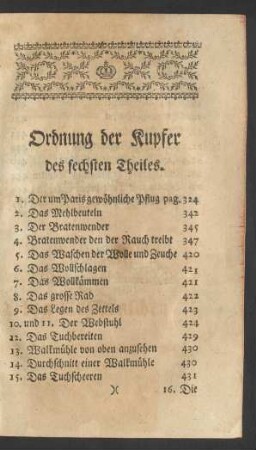 Ordnung der Kupfer
des sechsten Theiles.
1. Der um Paris gewöhnliche Pflug pag. 324
2. Das Mehlbeuteln 342
3. Der Bratenwender 345
4. Bratenwender den der Rauch treibt 347
5. Das Waschen der Wolle und Zeuche 420
6. Das Wollschlagen 421
7. Das Wollkämmen 421
8. Das grosse Rad 422
9. Das Legen des Zettels 423
10. und 11. Der Webstuhl 424
12. Das Tuchbereiten 429
13. Walkmühle von oben anzusehen 430
14. Durchschnitt einer Walkmühle 430
15. Das Tuchscheeren 431
X 16. Die